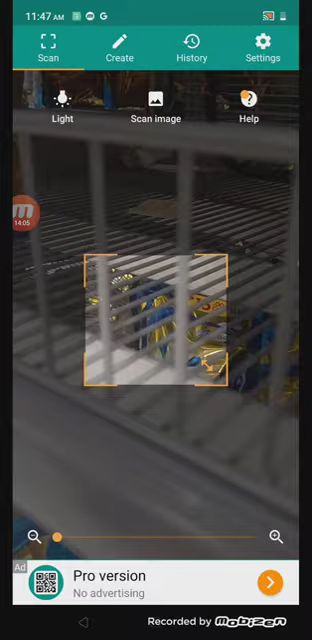 11:47 AM
Scan
Create
History
Settings
Light
Scan image
Help
14:05
Ad
Pro version
No advertising
Recorded by MOBIZEN